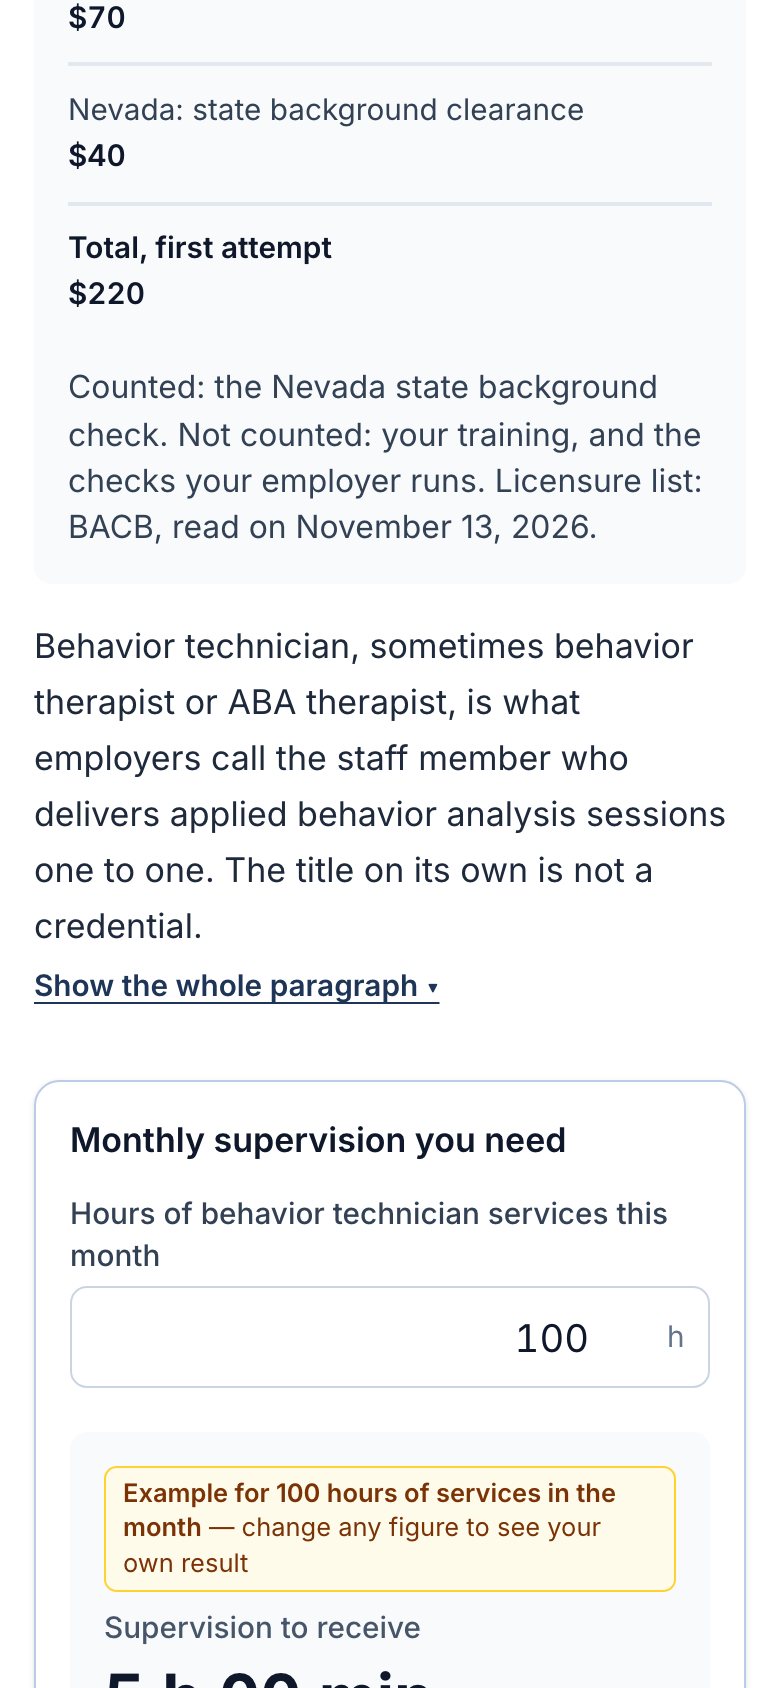 $70
Nevada: state background clearance
$40
Total, first attempt
$220
Counted: the Nevada state background
check. Not counted: your training, and the
checks your employer runs. Licensure list:
BACB, read on November 13, 2026.
Behavior technician, sometimes behavior
therapist or ABA therapist, is what
employers call the staff member who
delivers applied behavior analysis sessions
one to one. The title on its own is not a
credential.
Show the whole paragraph ▾
Monthly supervision you need
Hours of behavior technician services this
month
100 h
Example for 100 hours of services in the
month — change any figure to see your
own result
Supervision to receive
5 h 00 min